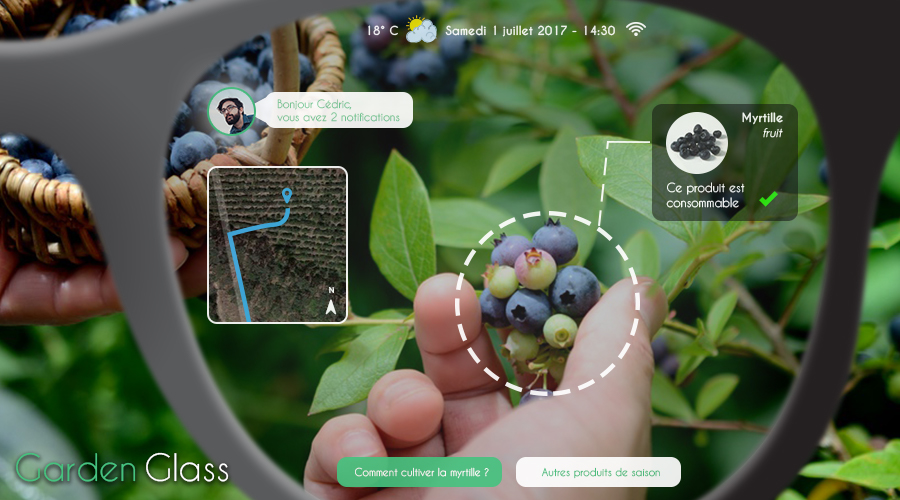 18° C
Samedi 1 juillet 2017 - 14:30
Bonjour Cédric,
vous avez 2 notifications
Myrtille
fruit
Ce produit est
consommable
N
Garden Glass
Comment cultiver la myrtille ?
Autres produits de saison